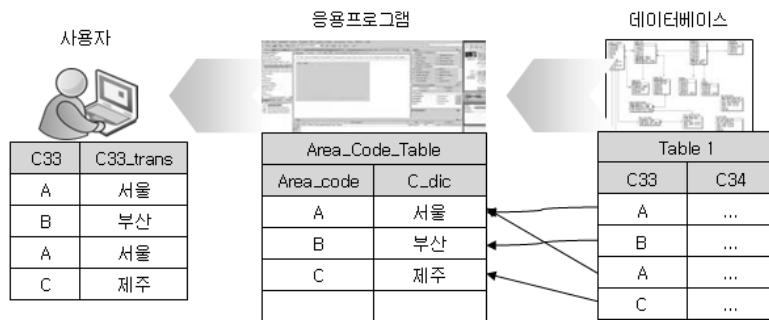 사용자
응용프로그램
데이터베이스
C33 C33_trans
A 서울
B 부산
A 서울
C 제주
Area_Code_Table
Area_code C_dic
A 서울
B 부산
C 제주
Table 1
C33 C34
A ...
B ...
A ...
C ...